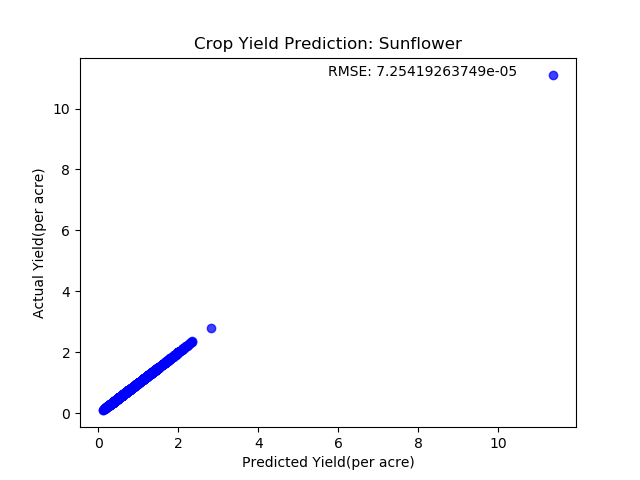 Crop Yield Prediction: Sunflower
RMSE: 7.25419263749e-05
10
8
6
4
2
0
Actual Yield(per acre)
0 2 4 6 8 10
Predicted Yield(per acre)